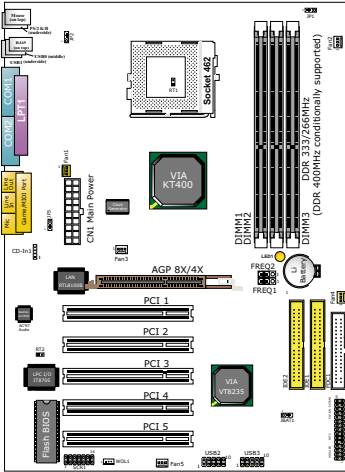 Mouse
(on top)
PS/2 K/B
(underside)
RJ45
(on top)
USB0 (middle)
USB1
(underside)
JP2
JP1
Fan2
COM1
COM2
LPT1
RT1
Socket 462
DDR 333/266MHz
(DDR 400MHz conditionally supported)
VIA
KT400
Fan1
Line
Out
Line
In
Mic
Game/MIDI Port
CN1 Main Power
Clock
Generator
DIMM1
DIMM2
DIMM3
CD-In1
Fan3
LED1
FREQ2
FREQ1
Li
Battery
LAN
RTL8100B
AGP 8X/4X
PCI 1
Fan4
AC'97
Audio
PCI 2
RT2
PCI 3
LPC I/O
IT8705
VIA
VT8235
IDE2
IDE1
FDC1
PCI 4
Flash BIOS
JBAT1
PCI 5
SCR1
WOL1
Fan5
USB2
USB3